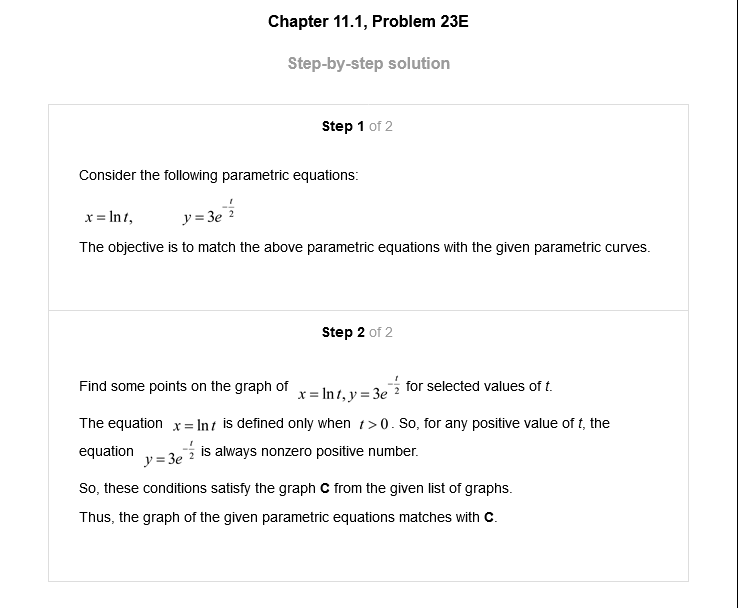 Chapter 11.1, Problem 23E
Step-by-step solution
Step 1 of 2
Consider the following parametric equations:
x = ln t, y = 3e^{-\frac{t}{2}}
The objective is to match the above parametric equations with the given parametric curves.
Step 2 of 2
Find some points on the graph of x = ln t, y = 3e^{-\frac{t}{2}} for selected values of t.
The equation x = ln t is defined only when t > 0. So, for any positive value of t, the
equation y = 3e^{-\frac{t}{2}} is always nonzero positive number.
So, these conditions satisfy the graph C from the given list of graphs.
Thus, the graph of the given parametric equations matches with C.